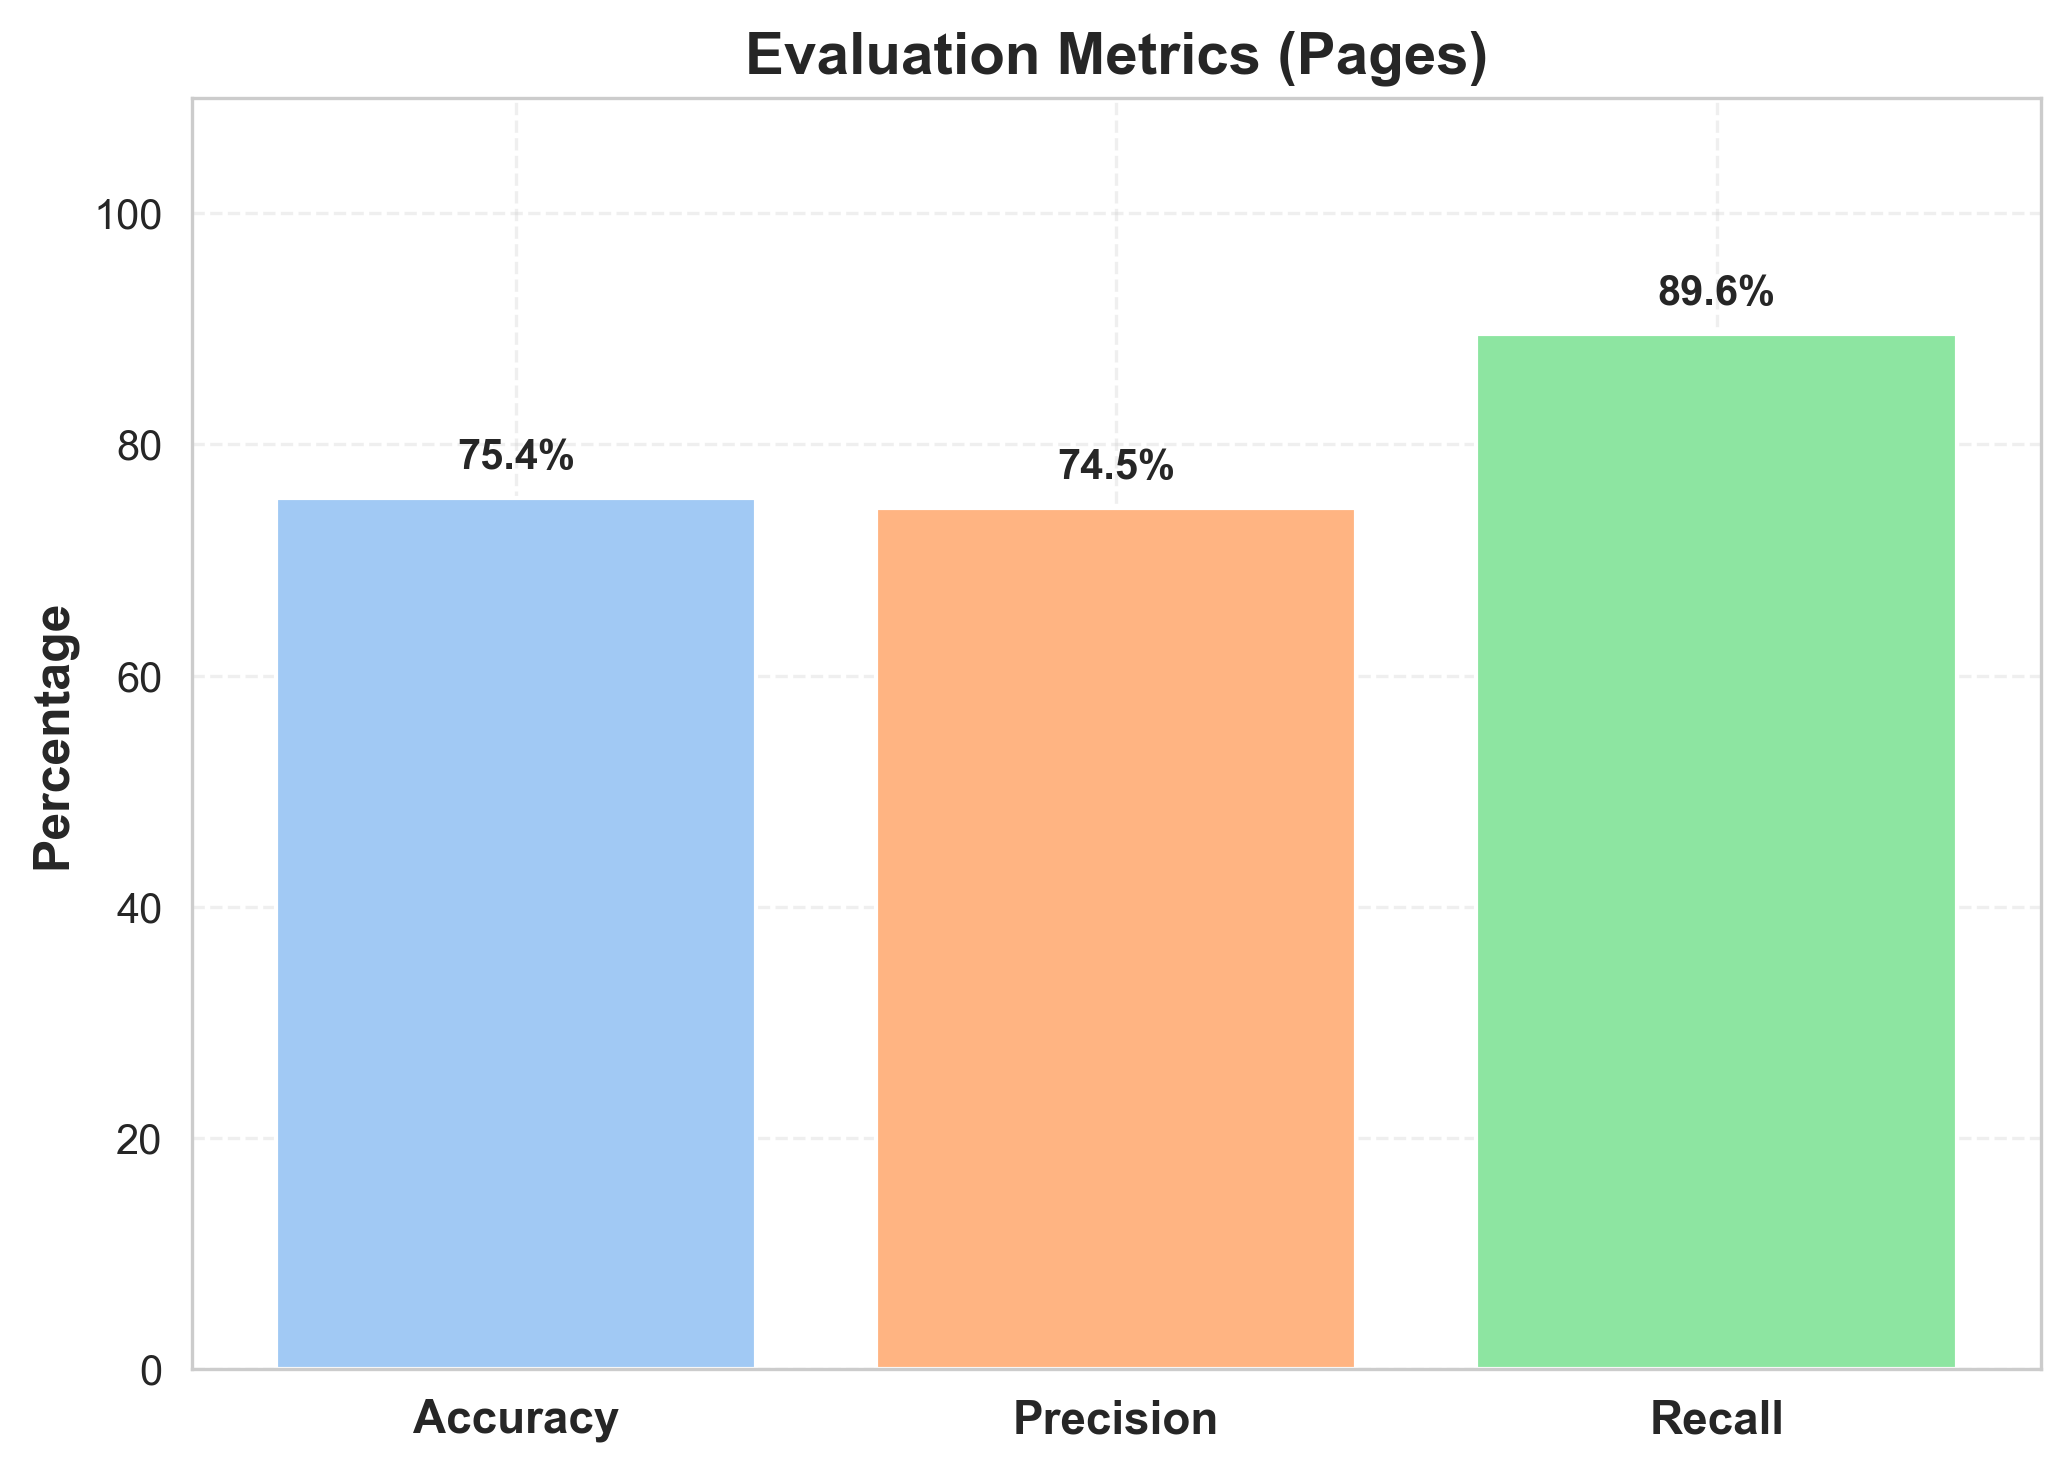 Evaluation Metrics (Pages)
Percentage
100
80
60
40
20
0
75.4%
74.5%
89.6%
Accuracy
Precision
Recall